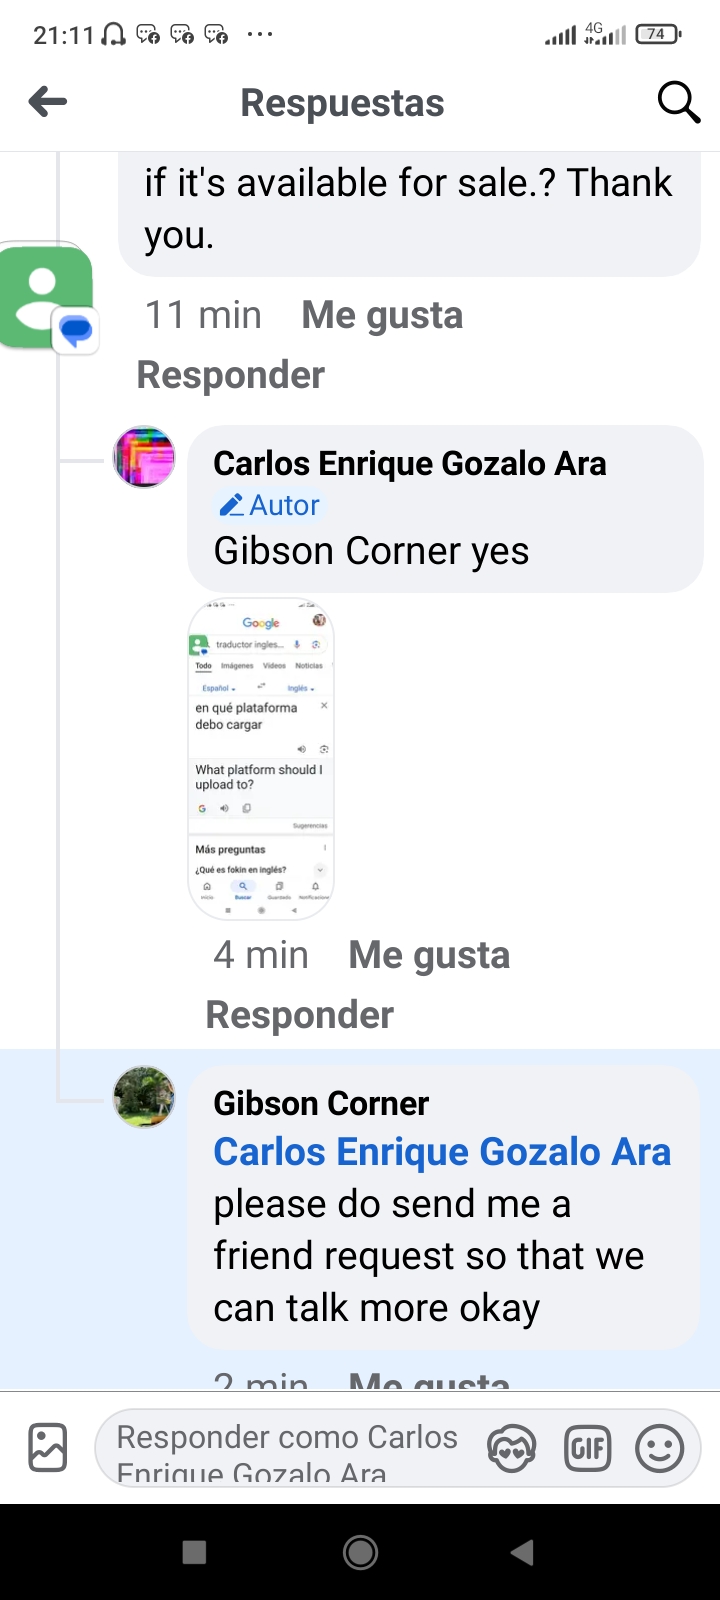 21:11
4G
74
Respuestas
if it's available for sale.? Thank
you.
11 min Me gusta
Responder
Carlos Enrique Gozalo Ara
Autor
Gibson Corner yes
Google
traductor ingles...
Todo Imágenes Videos Noticias
Español Inglés
en qué plataforma
debo cargar
What platform should I
upload to?
Sugerencias
Más preguntas
¿Qué es fokin en inglés?
Inicio Buscar Guardado Notificaciones
4 min Me gusta
Responder
Gibson Corner
Carlos Enrique Gozalo Ara
please do send me a
friend request so that we
can talk more okay
2 min Me gusta
Responder como Carlos
Enrique Gozalo Ara
GIF